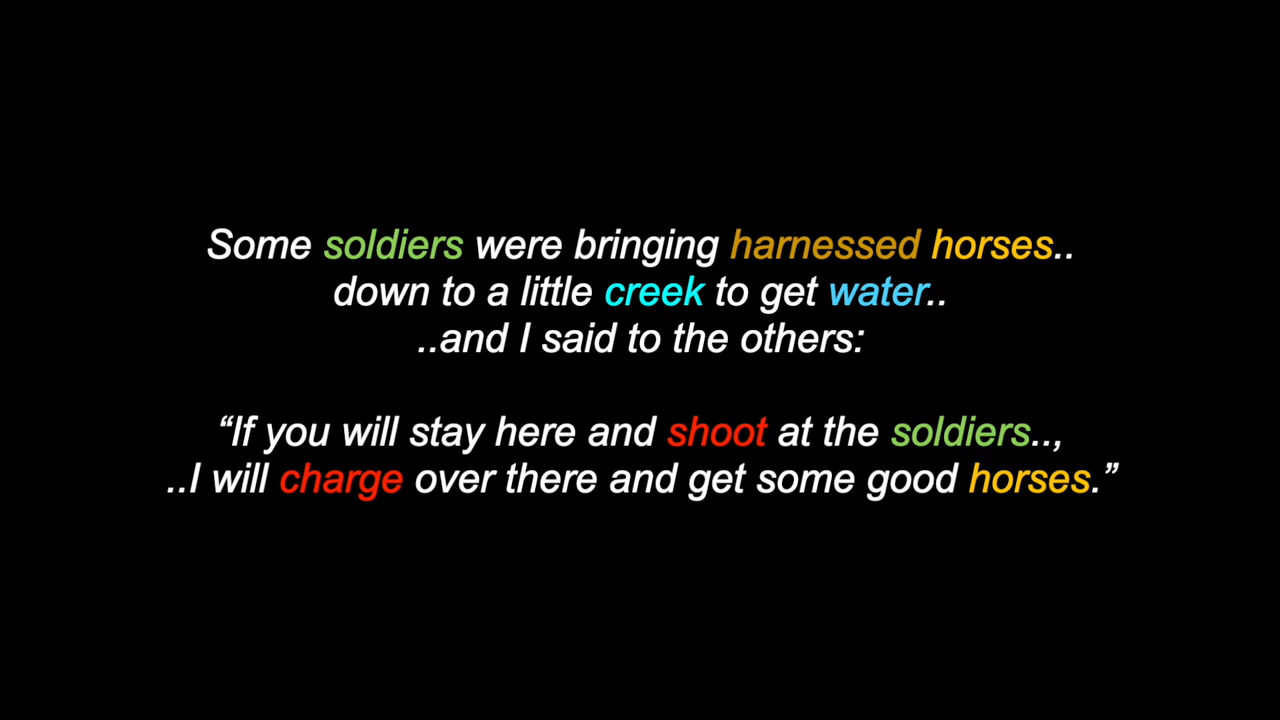 Some soldiers were bringing harnessed horses..
down to a little creek to get water..
..and I said to the others:
“If you will stay here and shoot at the soldiers..,
..I will charge over there and get some good horses.”